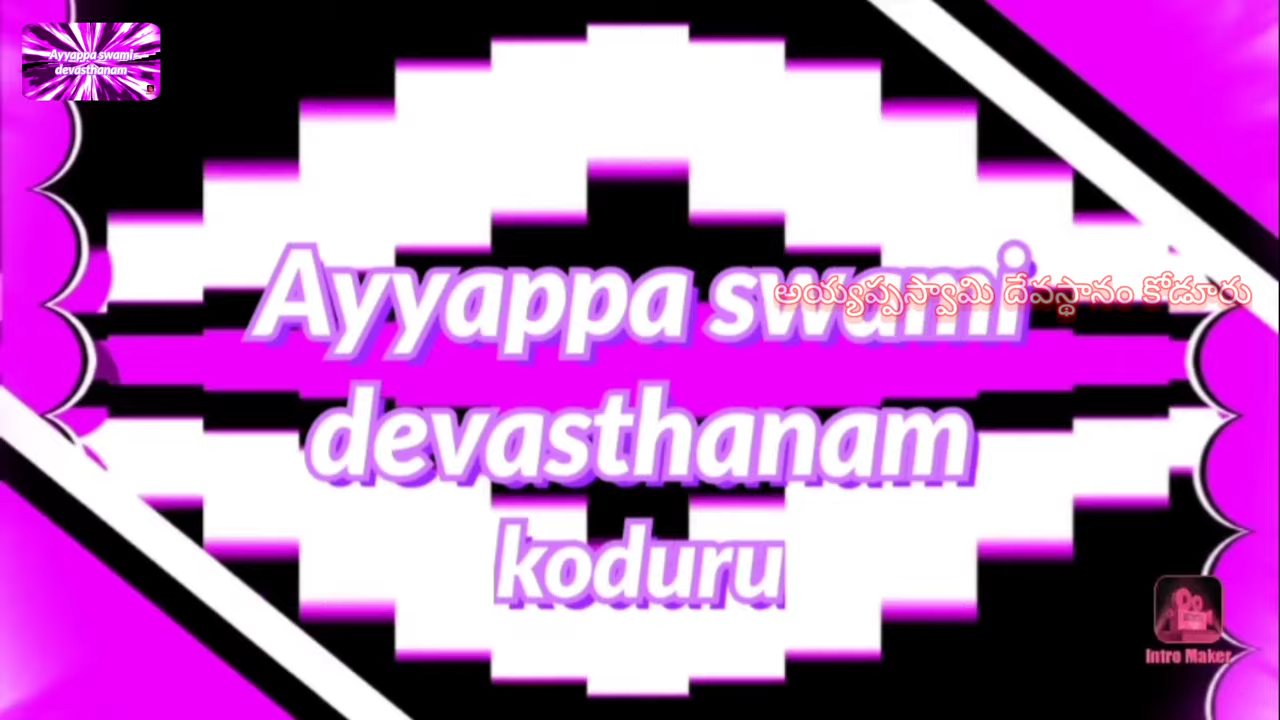 Ayyappa swami
devasthanam
Ayyappa swami
అయ్యప్పస్వామి దేవస్థానం కోడూరు
devasthanam
koduru
Intro Maker